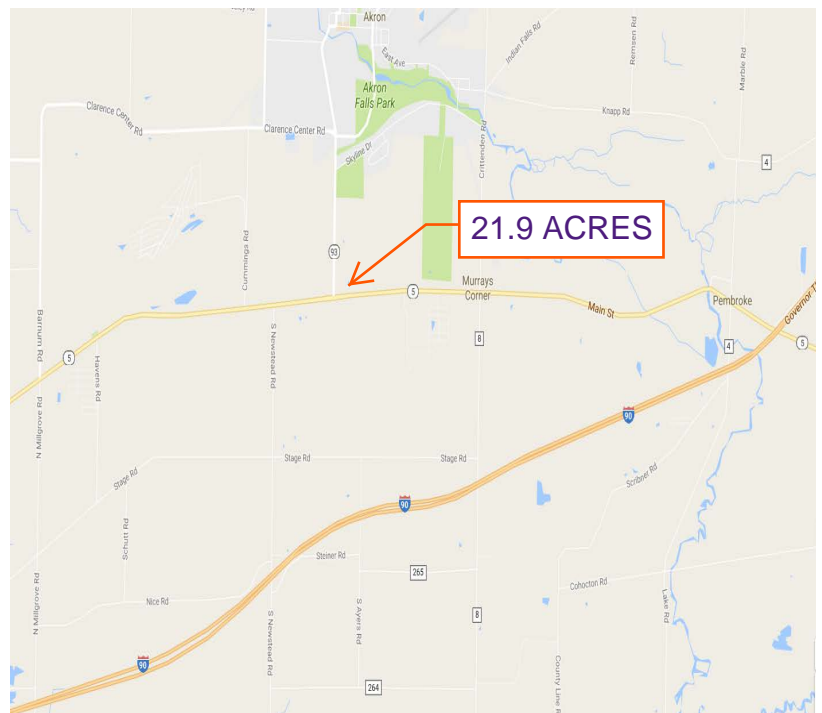 Akron
East Ave
Indian Falls Rd
Remsen Rd
Marble Rd
Akron
Falls Park
Clarence Center Rd
Clarence Center Rd
Knapp Rd
Skyline Dr
Crittenden Rd
4
21.9 ACRES
Cummings Rd
93
Murrays
Corner
5
Pembroke
Main St
Governor T
Barnum Rd
S Newstead Rd
8
4
5
5
Havens Rd
90
N Millgrove Rd
Stage Rd
Stage Rd
Stage Rd
Scribner Rd
90
Schutt Rd
Steiner Rd
265
Cohocton Rd
N Millgrove Rd
Nice Rd
S Newstead Rd
S Ayers Rd
8
Lake Rd
90
264
County Line R